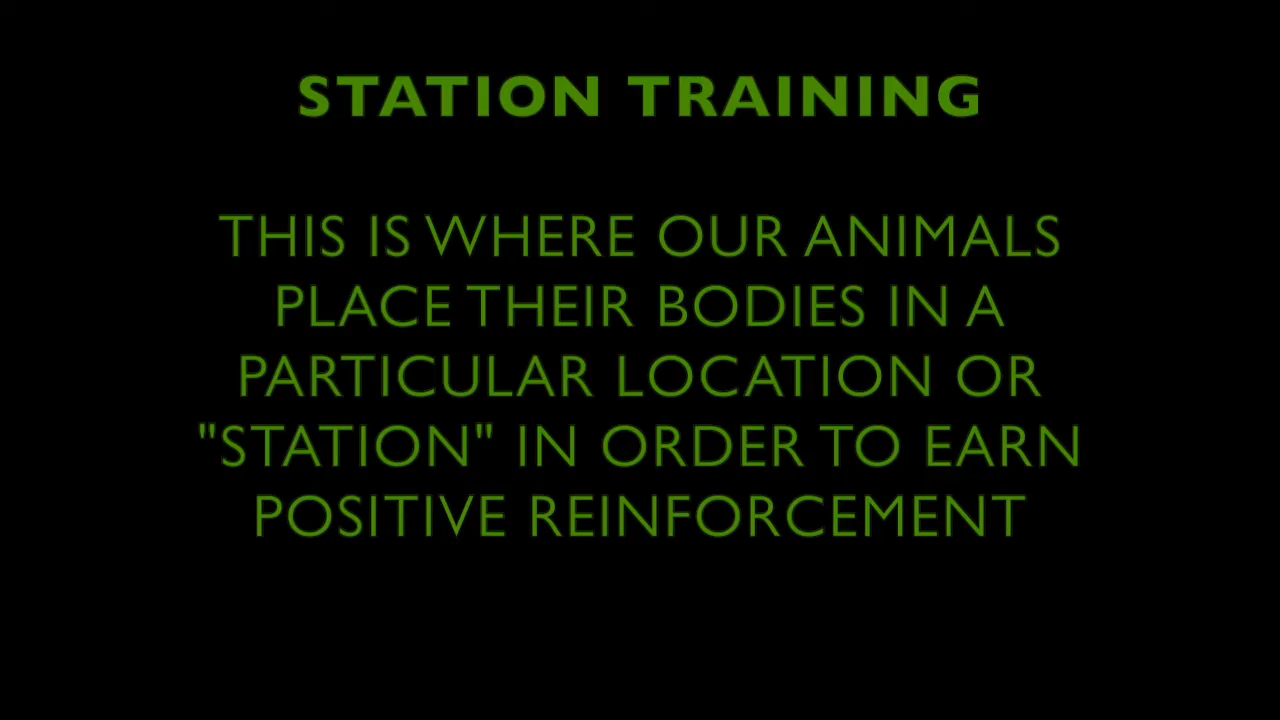 STATION TRAINING
THIS IS WHERE OUR ANIMALS
PLACE THEIR BODIES IN A
PARTICULAR LOCATION OR
"STATION" IN ORDER TO EARN
POSITIVE REINFORCEMENT